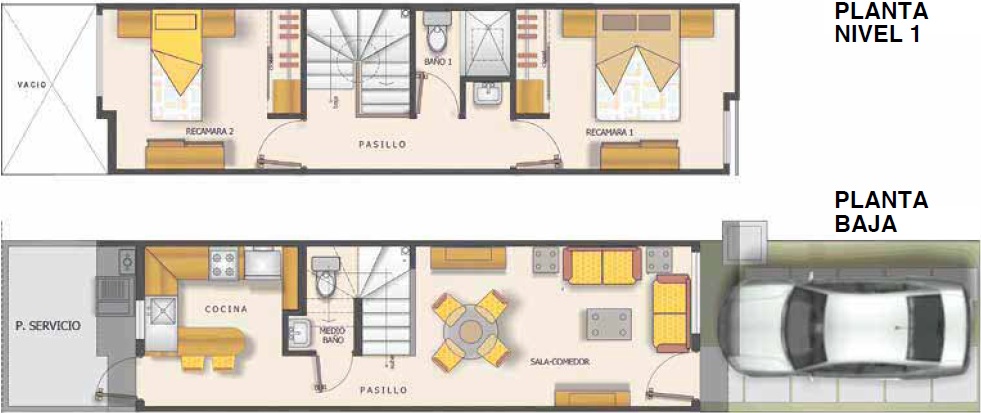 PLANTA
NIVEL 1
VACIO
RECAMARA 2
PASILLO
BAÑO 1
RECAMARA 1
PLANTA
BAJA
P. SERVICIO
COCINA
MEDIO
BAÑO
PASILLO
SALA-COMEDOR